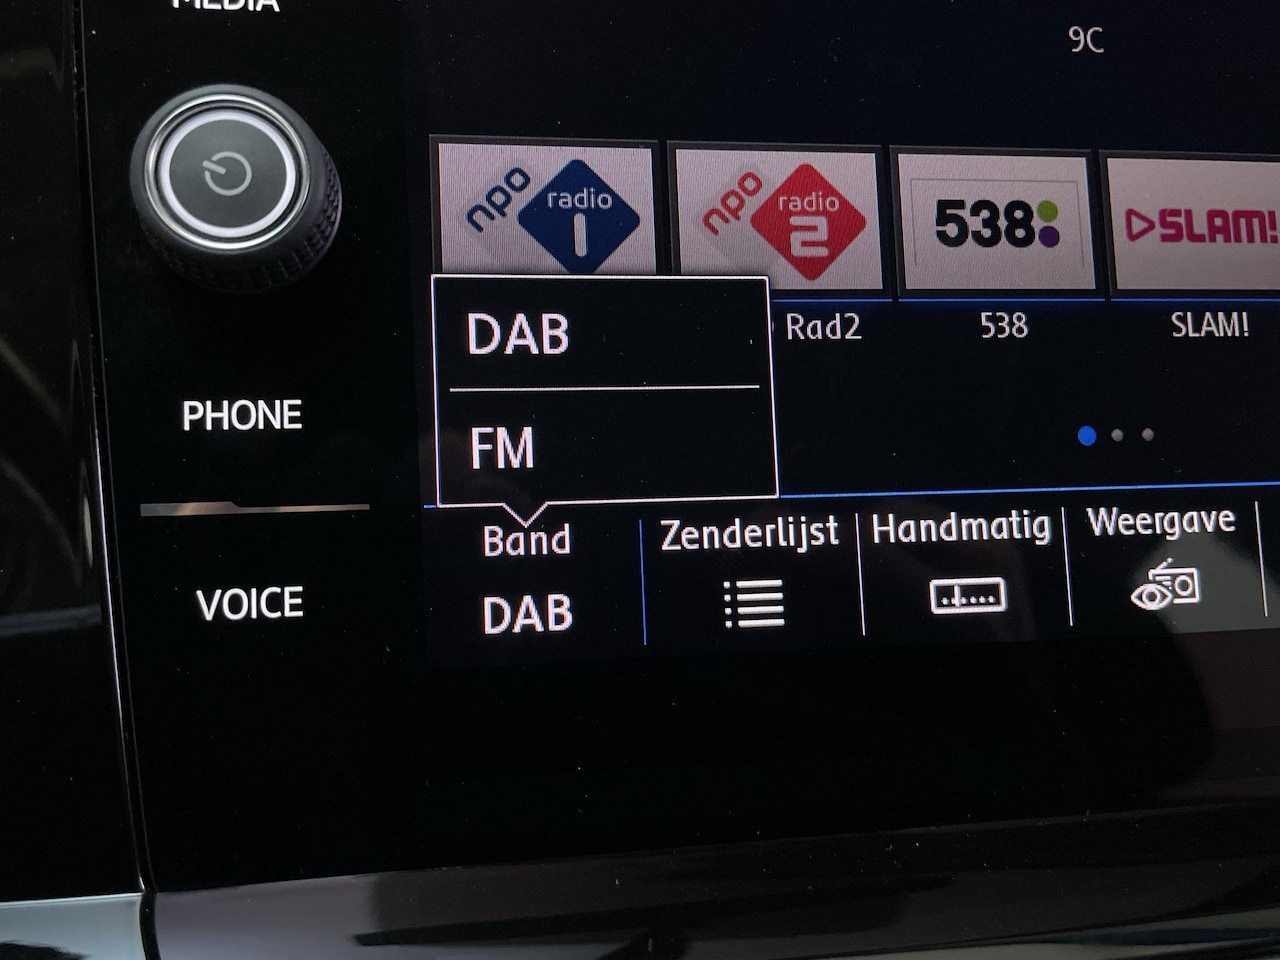 MEDIA
9C
npo radio 1
npo radio 2
538
SLAM!
Rad2
538
SLAM!
DAB
FM
PHONE
VOICE
Band
DAB
Zenderlijst
Handmatig
Weergave